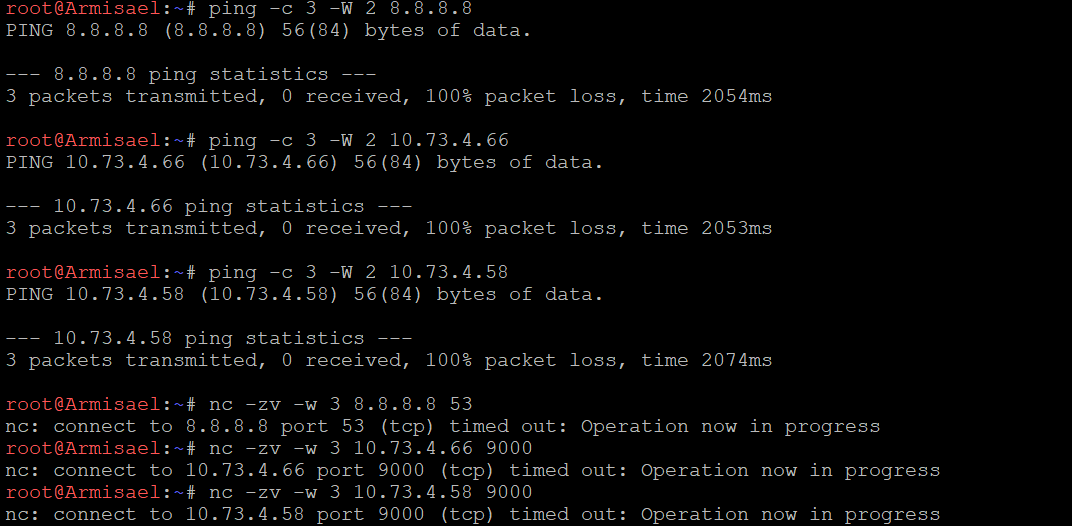 root@Armisael:~# ping -c 3 -W 2 8.8.8.8
PING 8.8.8.8 (8.8.8.8) 56(84) bytes of data.
--- 8.8.8.8 ping statistics ---
3 packets transmitted, 0 received, 100% packet loss, time 2054ms
root@Armisael:~# ping -c 3 -W 2 10.73.4.66
PING 10.73.4.66 (10.73.4.66) 56(84) bytes of data.
--- 10.73.4.66 ping statistics ---
3 packets transmitted, 0 received, 100% packet loss, time 2053ms
root@Armisael:~# ping -c 3 -W 2 10.73.4.58
PING 10.73.4.58 (10.73.4.58) 56(84) bytes of data.
--- 10.73.4.58 ping statistics ---
3 packets transmitted, 0 received, 100% packet loss, time 2074ms
root@Armisael:~# nc -zv -w 3 8.8.8.8 53
nc: connect to 8.8.8.8 port 53 (tcp) timed out: Operation now in progress
root@Armisael:~# nc -zv -w 3 10.73.4.66 9000
nc: connect to 10.73.4.66 port 9000 (tcp) timed out: Operation now in progress
root@Armisael:~# nc -zv -w 3 10.73.4.58 9000
nc: connect to 10.73.4.58 port 9000 (tcp) timed out: Operation now in progress